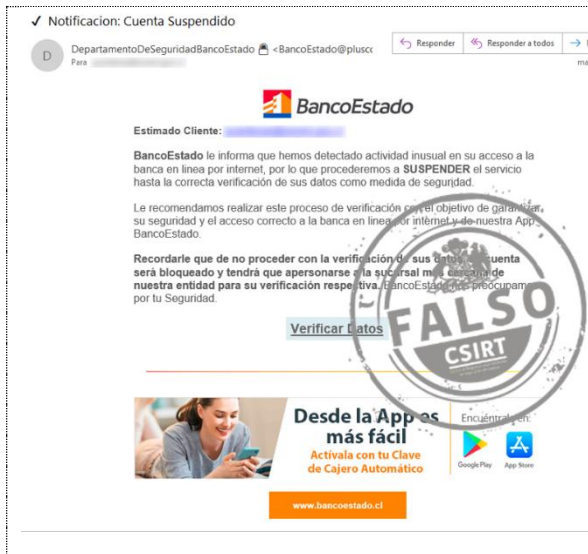 ✓ Notificacion: Cuenta Suspendido
D
DepartamentoDeSeguridadBancoEstado <BancoEstado@plusco
Para
Responder
Responder a todos
BancoEstado
Estimado Cliente:
BancoEstado le informa que hemos detectado actividad inusual en su acceso a la
banca en linea por internet, por lo que procederemos a SUSPENDER el servicio
hasta la correcta verificación de sus datos como medida de seguridad.
Le recomendamos realizar este proceso de verificación con el objetivo de garantizar
su seguridad y el acceso correcto a la banca en linea por internet y de nuestra App
BancoEstado.
Recordarle que de no proceder con la verificación de sus datos, cuenta
será bloqueado y tendrá que apersonarse a la sucursal más cercana de
nuestra entidad para su verificación respectiva. BancoEstado preocupam
por tu Seguridad.
Verificar Datos
FALSO
CSIRT
Desde la App es
más fácil
Actívala con tu Clave
de Cajero Automático
Encuéntrala en:
Google Play
App Store
www.bancoestado.cl